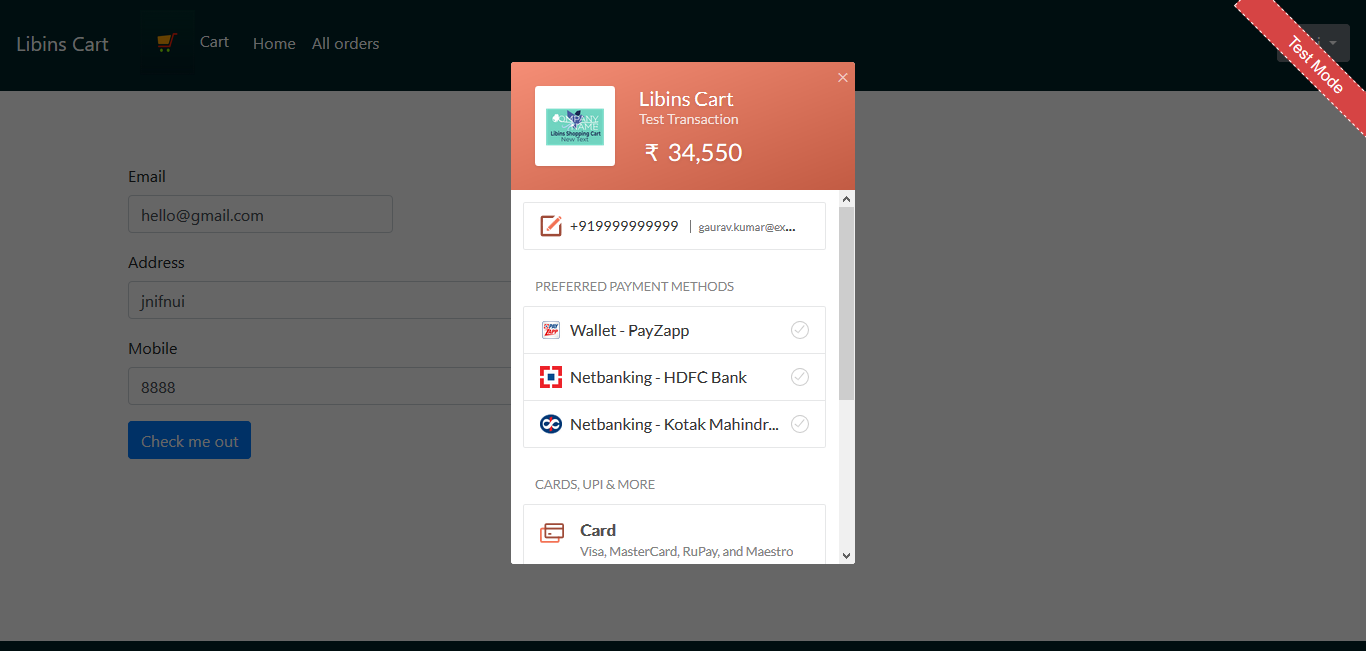 Libins Cart
Cart
Home
All orders
Test Mode
Email
hello@gmail.com
Address
jnifnui
Mobile
8888
Check me out
COMPANY
NAME
Libins Shopping Cart
New Text
Libins Cart
Test Transaction
₹ 34,550
+919999999999 | gaurav.kumar@ex...
PREFERRED PAYMENT METHODS
Wallet - PayZapp
Netbanking - HDFC Bank
Netbanking - Kotak Mahindr...
CARDS, UPI & MORE
Card
Visa, MasterCard, RuPay, and Maestro